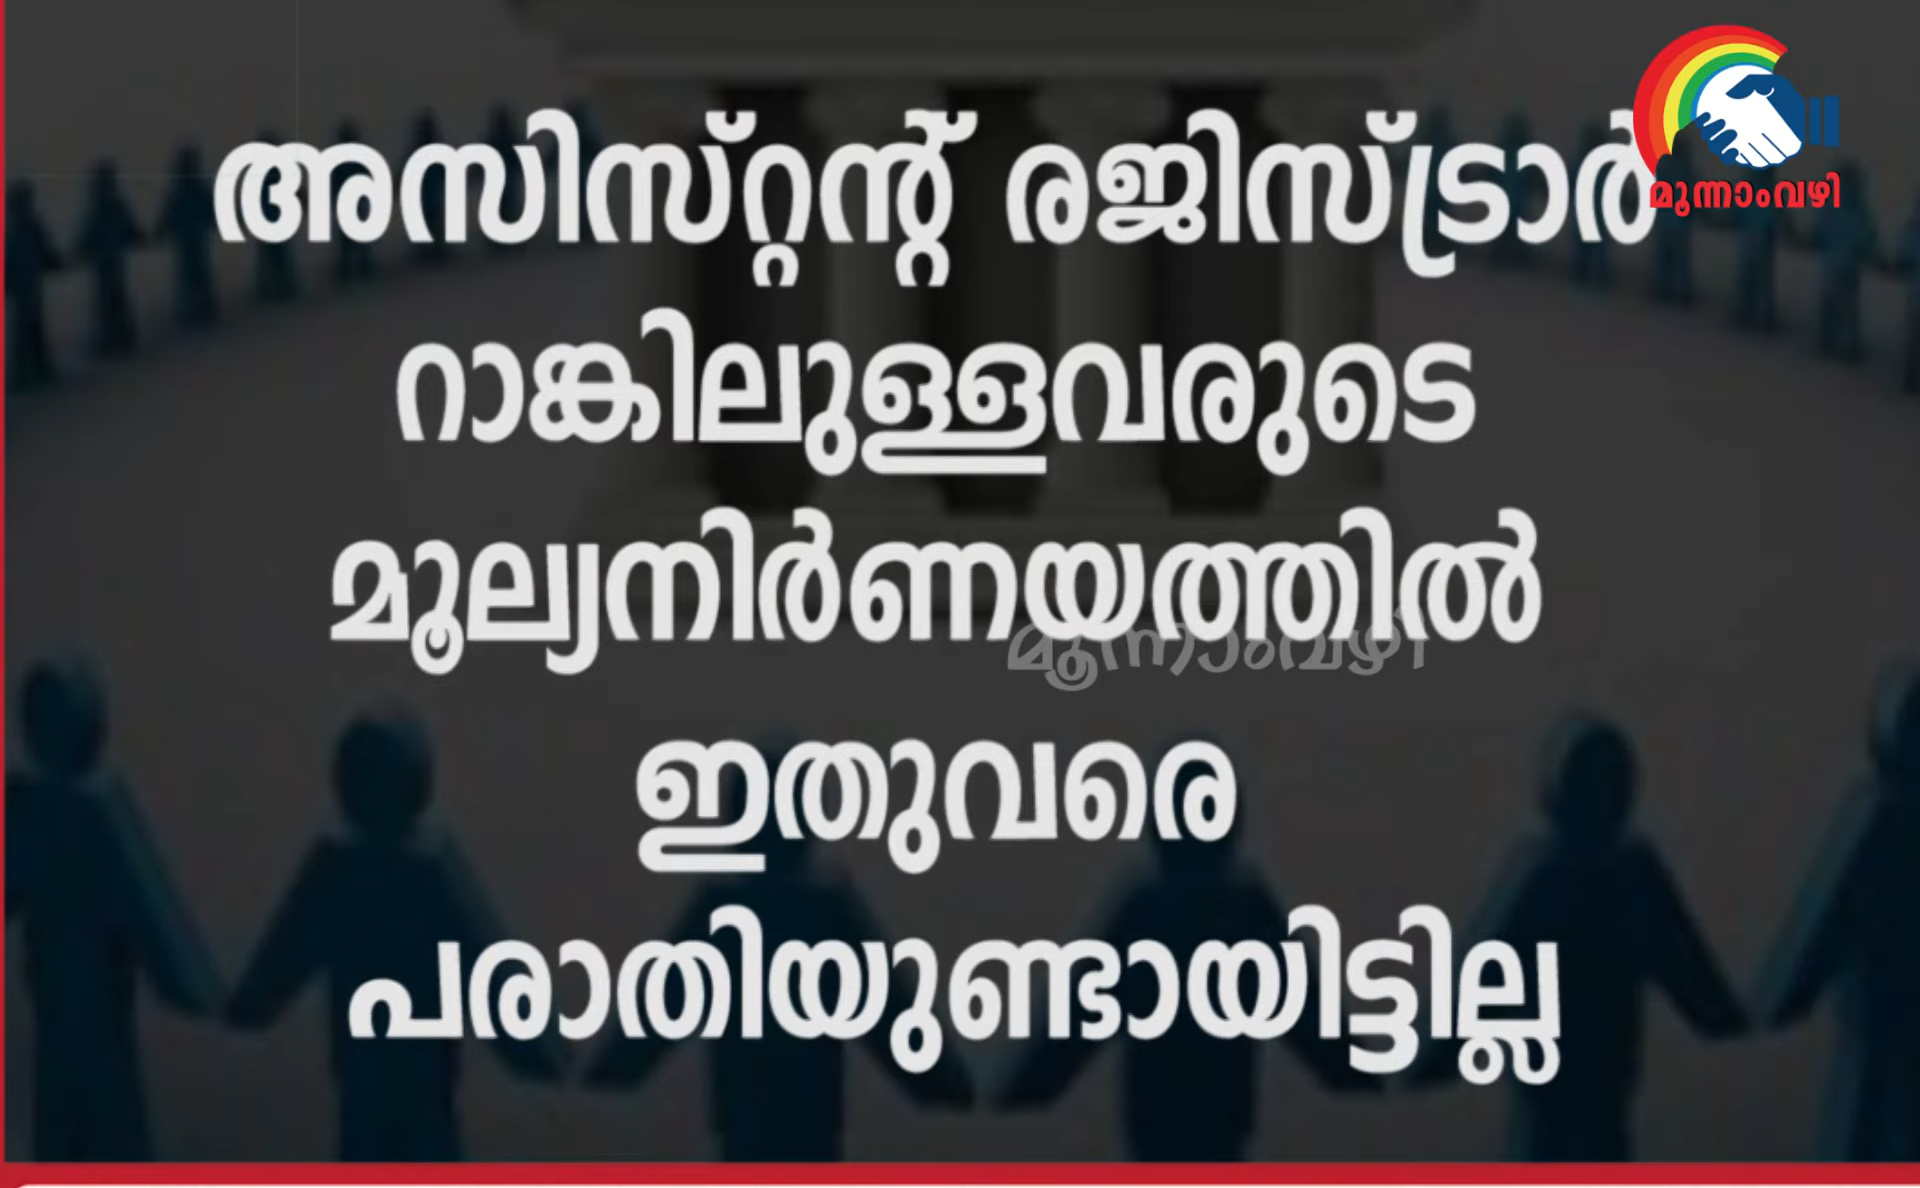 മൂന്നാംവഴി
അസിസ്റ്റന്റ് രജിസ്ട്രാർ
റാങ്കിലുള്ളവരുടെ
മൂല്യനിർണയത്തിൽ
മൂന്നാംവഴി
ഇതുവരെ
പരാതിയുണ്ടായിട്ടില്ല